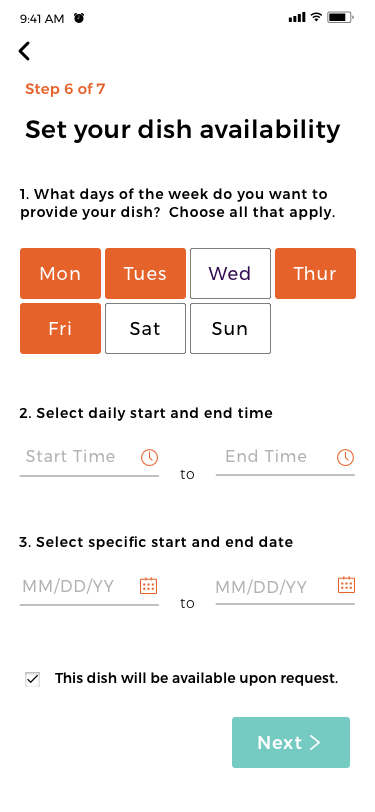 9:41 AM
Step 6 of 7
Set your dish availability
1. What days of the week do you want to
provide your dish?  Choose all that apply.
Mon Tues Wed Thur
Fri Sat Sun
2. Select daily start and end time
Start Time to End Time
3. Select specific start and end date
MM/DD/YY to MM/DD/YY
This dish will be available upon request.
Next >